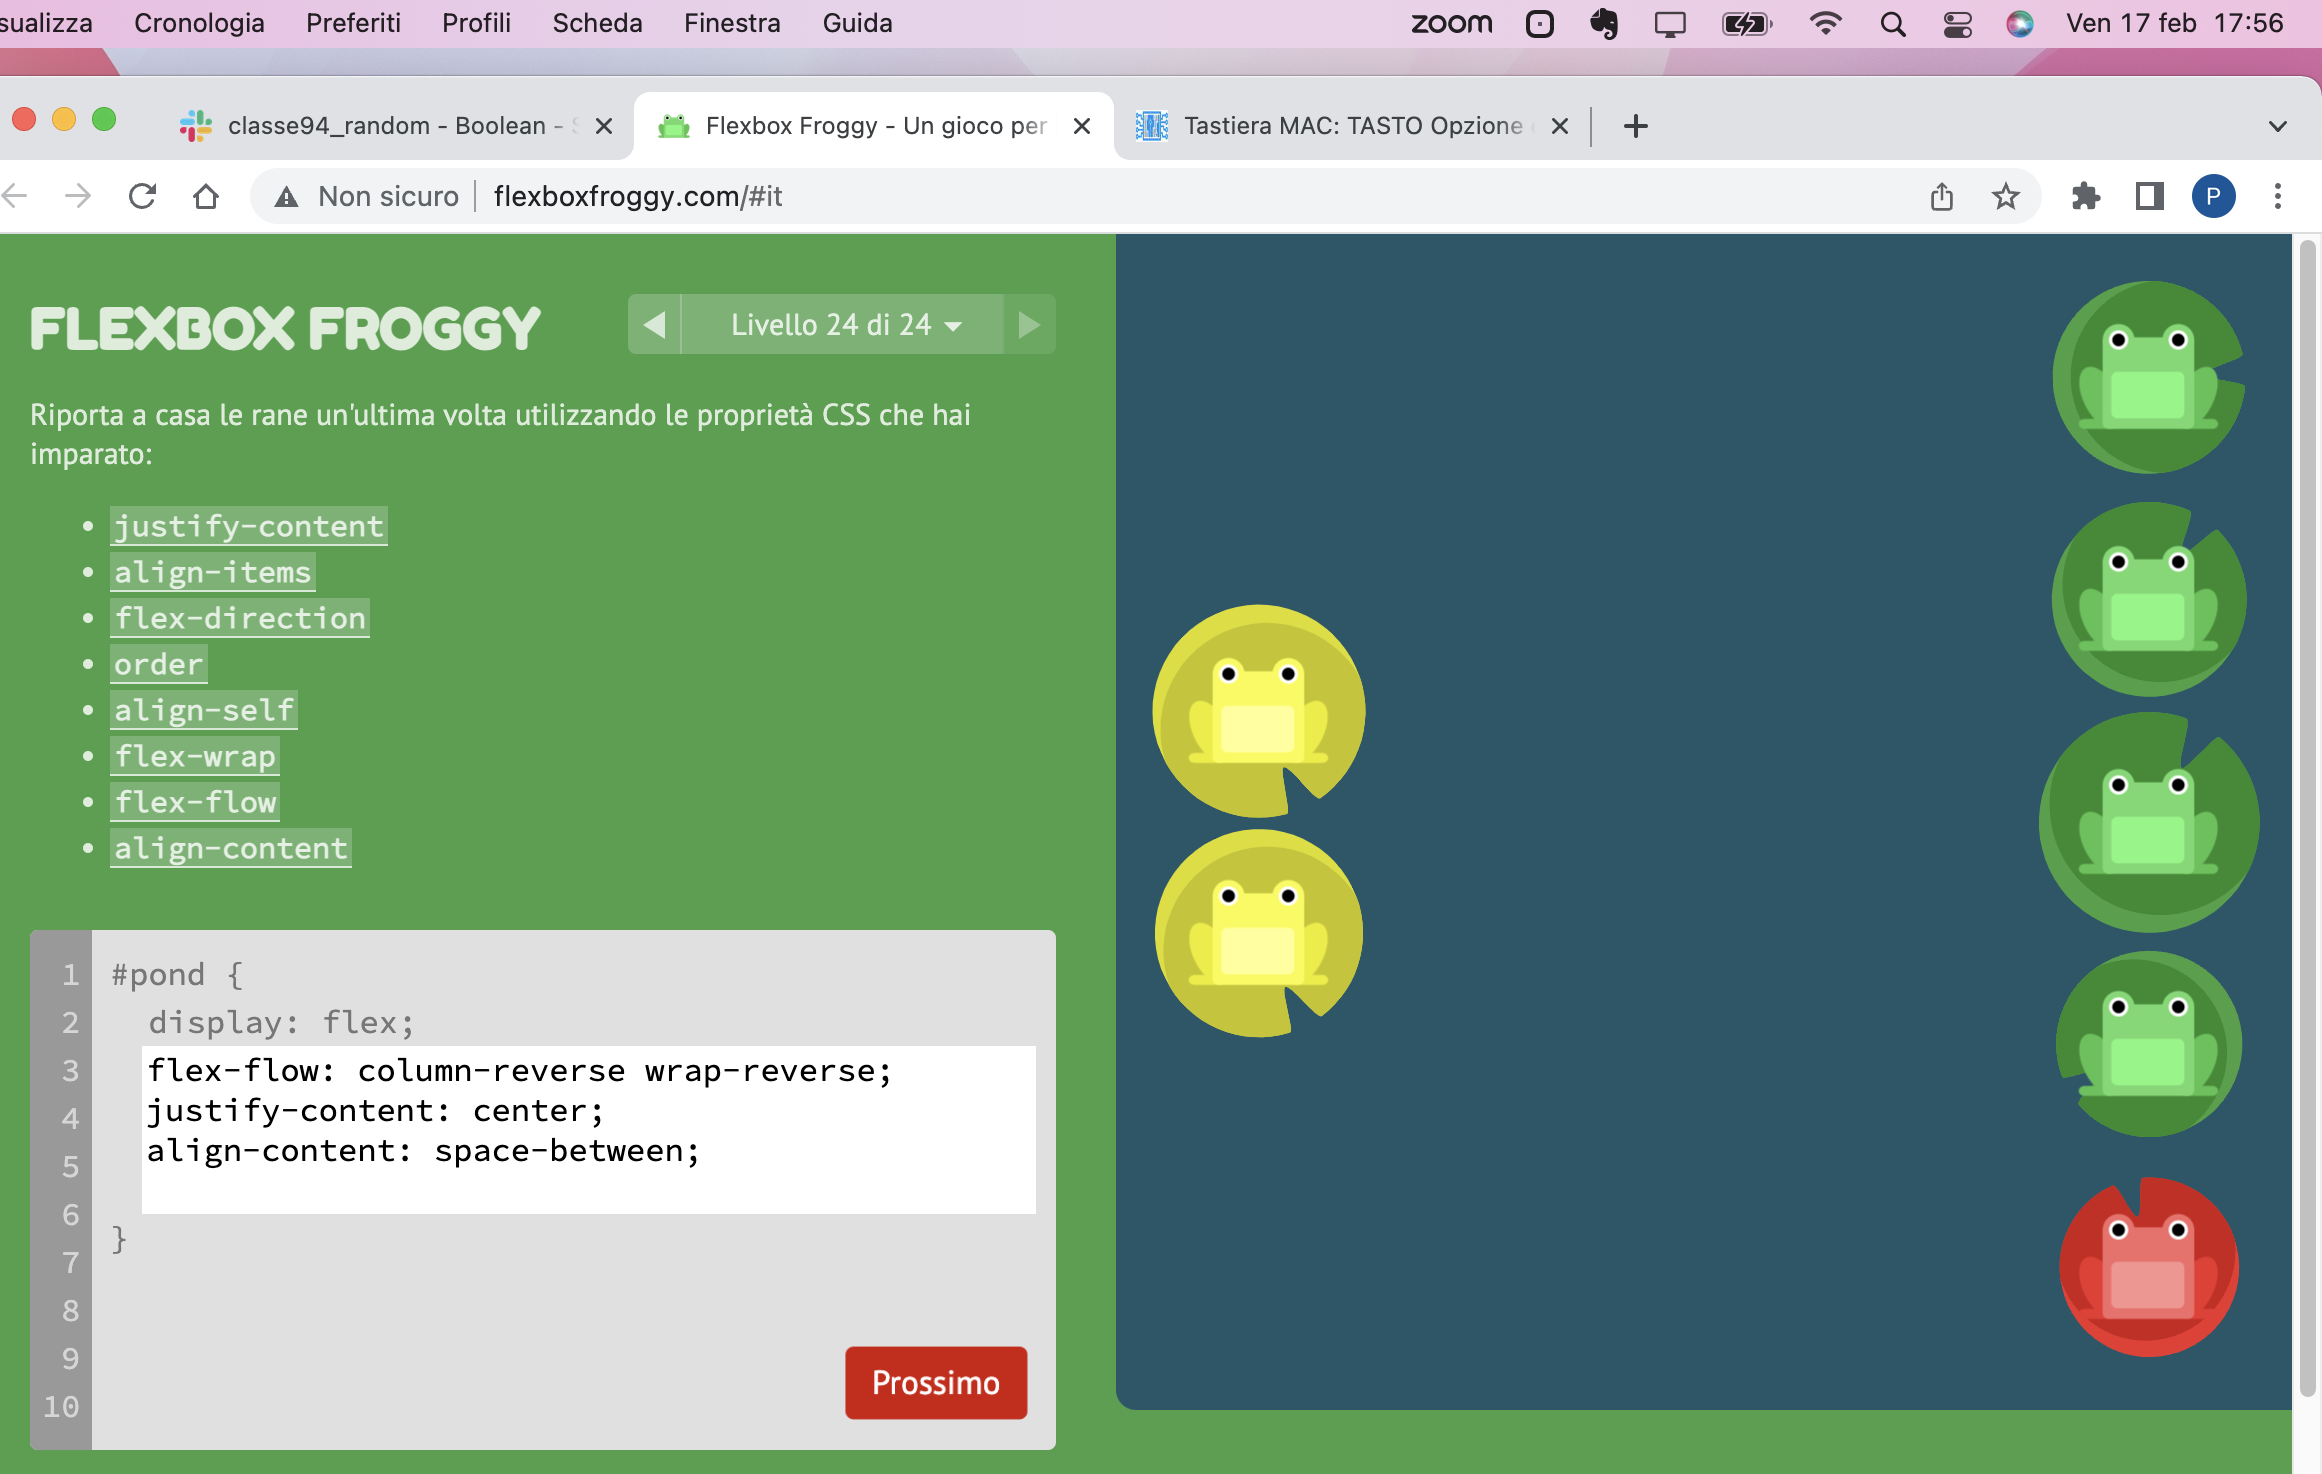 sualizza Cronologia Preferiti Profili Scheda Finestra Guida zoom Ven 17 feb 17:56
classe94_random - Boolean - Flexbox Froggy - Un gioco per Tastiera MAC: TASTO Opzione
Non sicuro flexboxfroggy.com/#it P
FLEXBOX FROGGY
Livello 24 di 24
Riporta a casa le rane un'ultima volta utilizzando le proprietà CSS che hai
imparato:
justify-content
align-items
flex-direction
order
align-self
flex-wrap
flex-flow
align-content
1 #pond {
2 display: flex;
3 flex-flow: column-reverse wrap-reverse;
4 justify-content: center;
5 align-content: space-between;
6 }
7
8
9
10
Prossimo